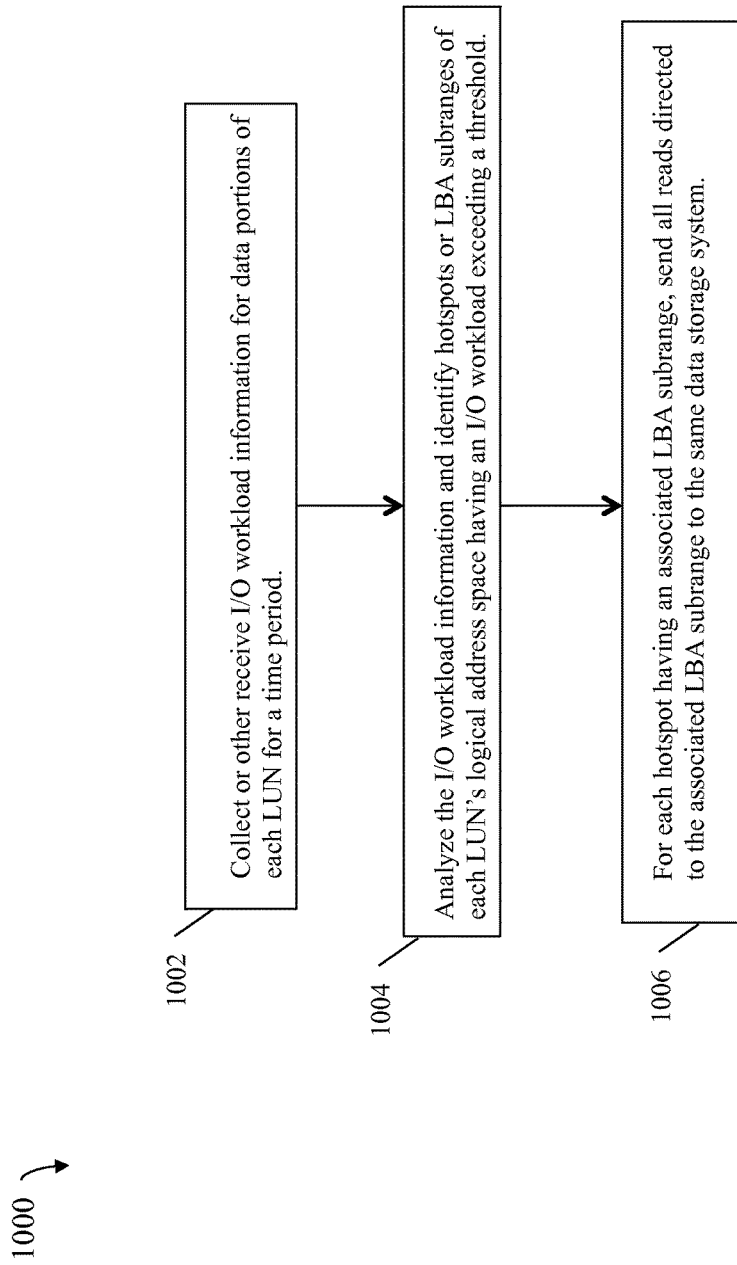 1000
1002
Collect or other receive I/O workload information for data portions of
each LUN for a time period.
1004
Analyze the I/O workload information and identify hotspots or LBA subranges of
each LUN's logical address space having an I/O workload exceeding a threshold.
1006
For each hotspot having an associated LBA subrange, send all reads directed
to the associated LBA subrange to the same data storage system.